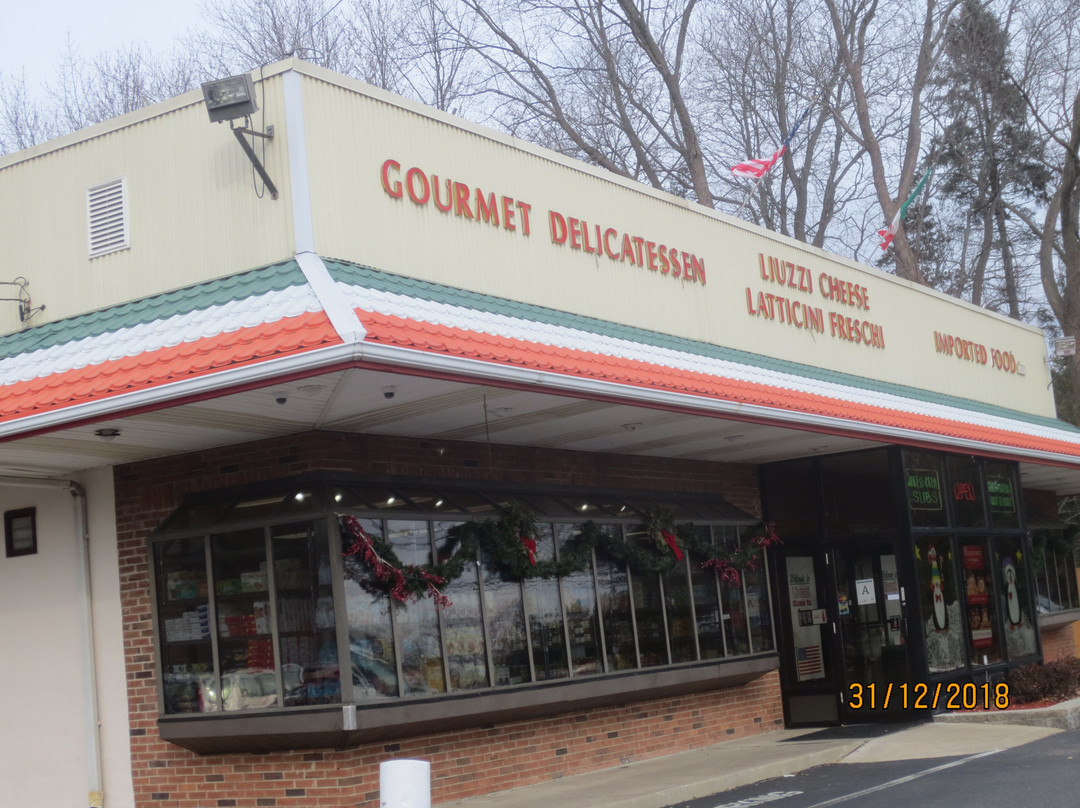 GOURMET DELICATESSEN
LIUZZI CHEESE
LATTICINI FRESCHI
IMPORTED FOOD
SUBS
OPEN
A
31/12/2018